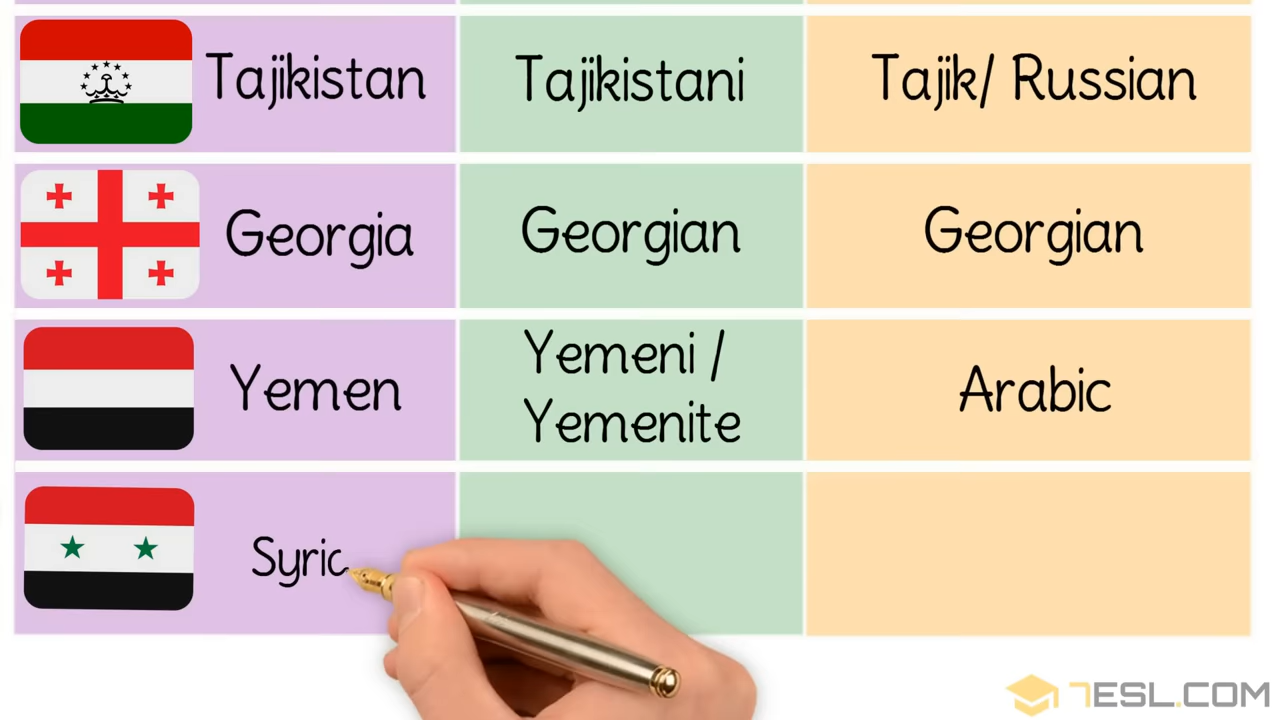 Tajikistan Tajikistani Tajik/ Russian
Georgia Georgian Georgian
Yemen Yemeni / Yemenite Arabic
Syric
7ESL.COM